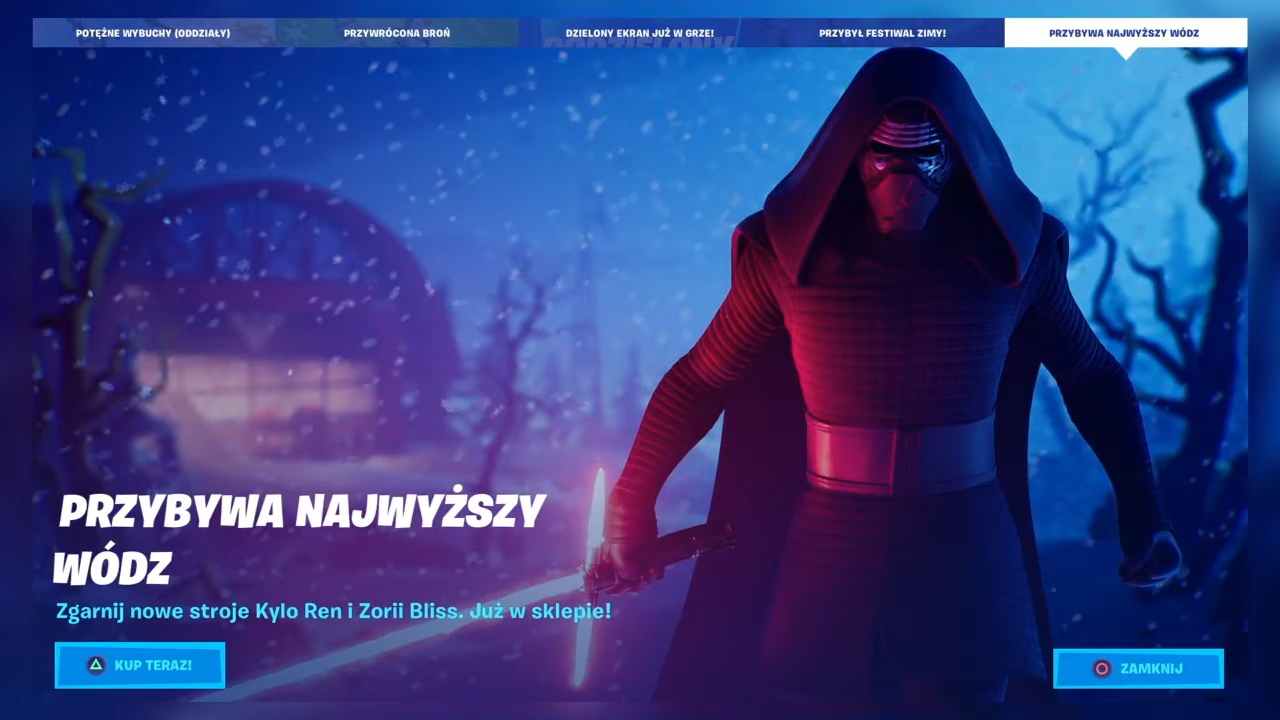 POTĘŻNE WYBUCHY (ODDZIAŁY)
PRZYWRÓCONA BROŃ
DZIELONY EKRAN JUŻ W GRZE!
PRZYBYŁ FESTIWAL ZIMY!
PRZYBYWA NAJWYŻSZY WÓDZ
PRZYBYWA NAJWYŻSZY
WÓDZ
Zgarnij nowe stroje Kylo Ren i Zorii Bliss. Już w sklepie!
KUP TERAZ!
ZAMKNIJ